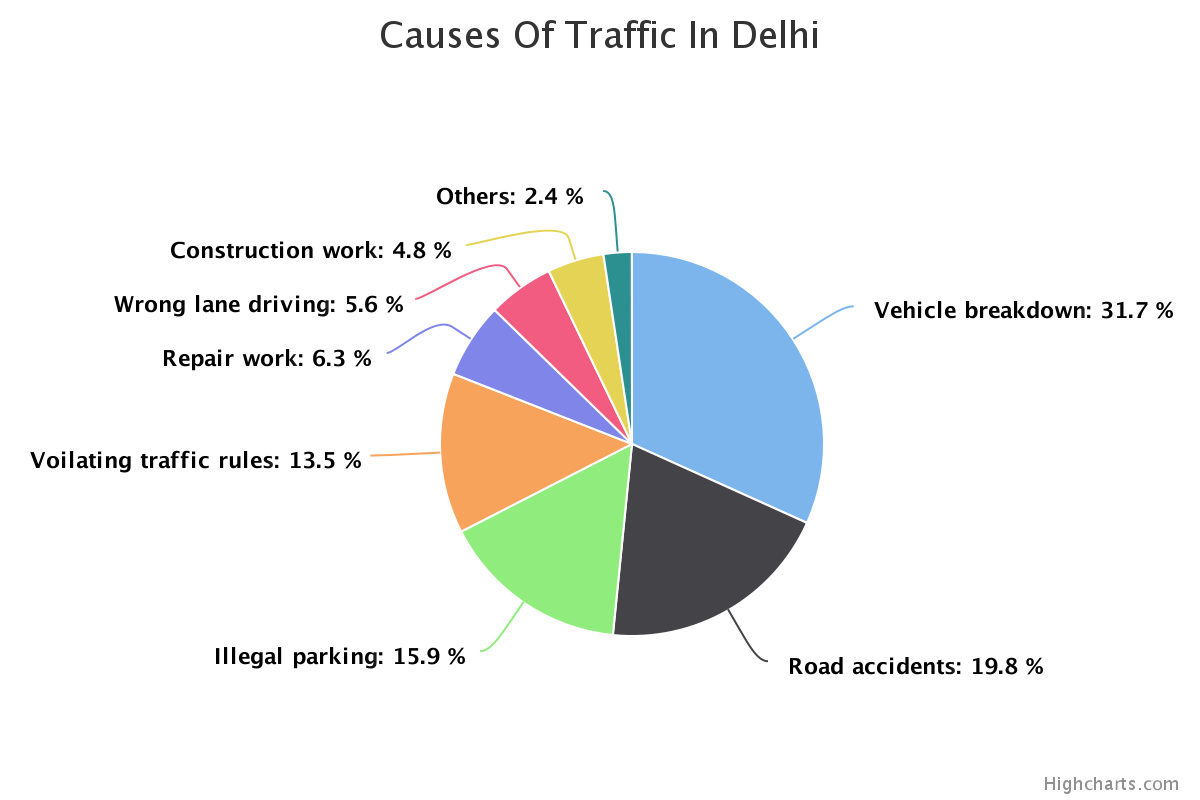 Causes Of Traffic In Delhi
Others: 2.4 %
Construction work: 4.8 %
Wrong lane driving: 5.6 %
Vehicle breakdown: 31.7 %
Repair work: 6.3 %
Voilating traffic rules: 13.5 %
Illegal parking: 15.9 %
Road accidents: 19.8 %
Highcharts.com